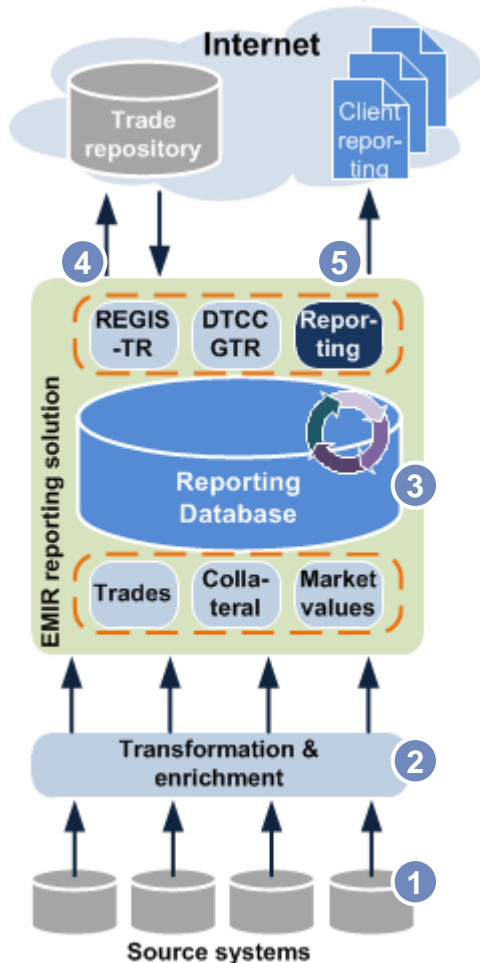 Internet
Trade
repository
Client
repor-
ting
4
5
REGIS
-TR
DTCC
GTR
Repor-
ting
EMIR reporting solution
Reporting
Database
3
Trades
Colla-
teral
Market
values
Transformation &
enrichment
2
1
Source systems